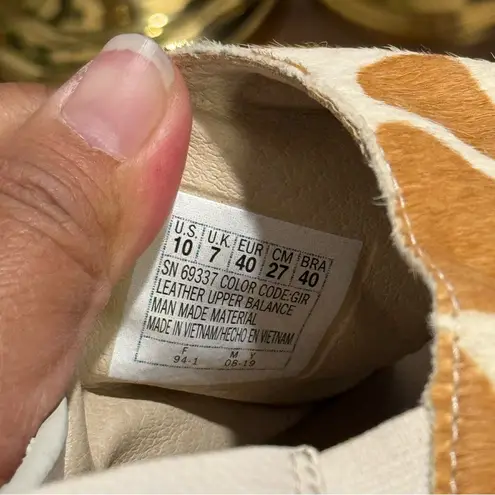 U.S. U.K. EUR CM BRA
10 7 40 27 40
SN 69337 COLOR CODE:GIR
LEATHER UPPER BALANCE
MAN MADE MATERIAL
MADE IN VIETNAM/HECHO EN VIETNAM
F M Y
94-1 08-19